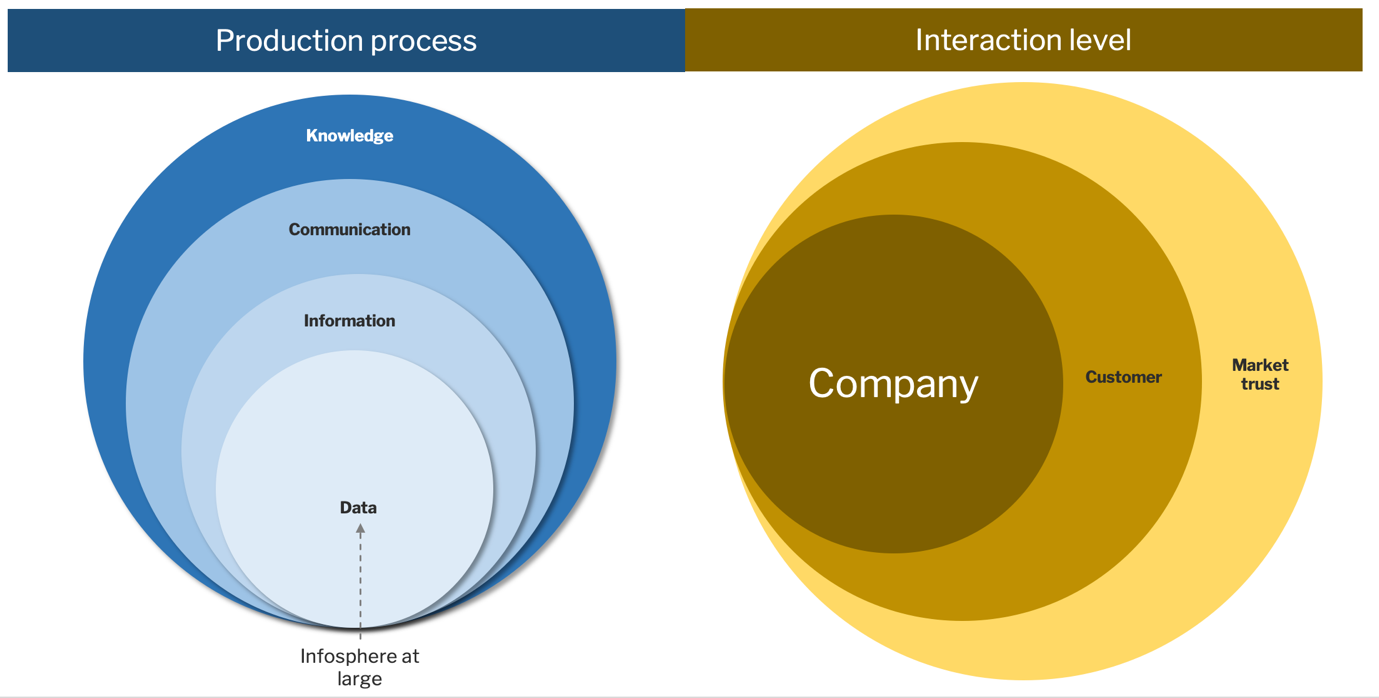 Production process
Interaction level
Knowledge
Communication
Information
Data
Infosphere at
large
Company
Customer
Market
trust